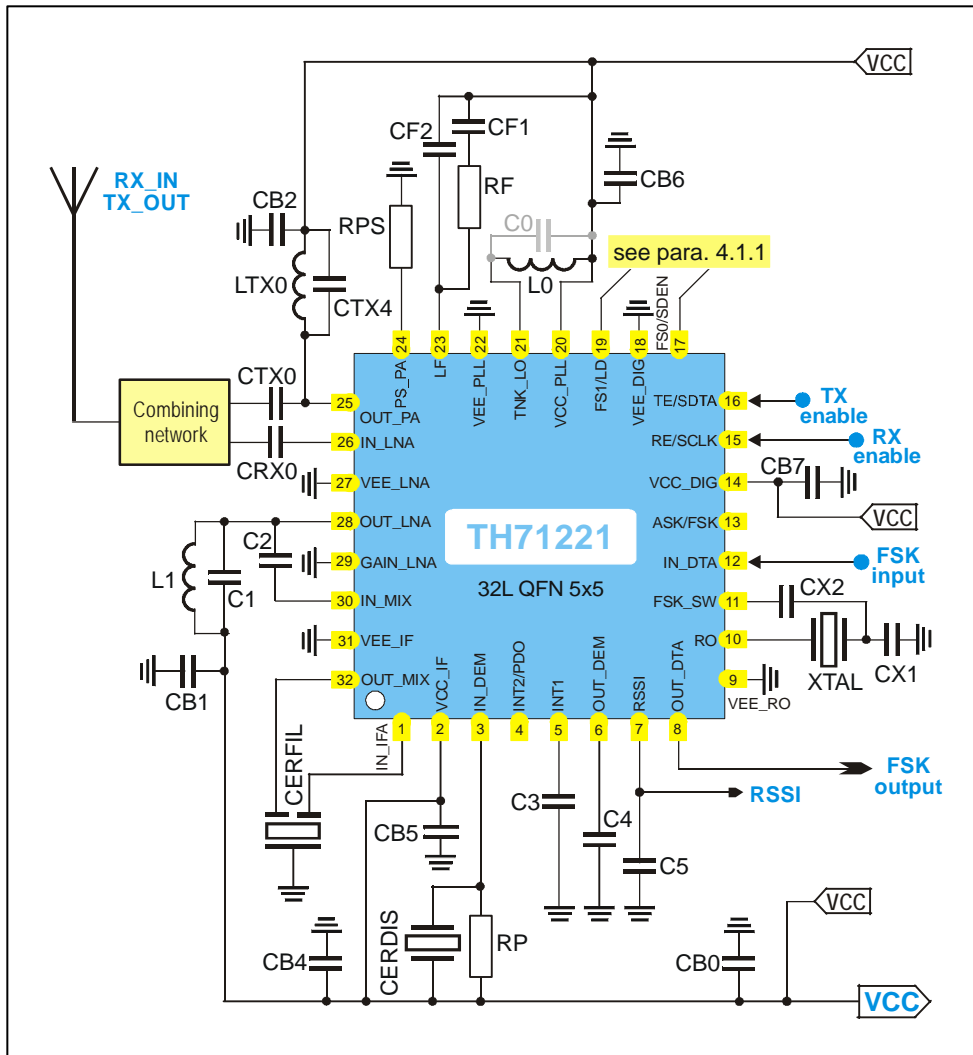 VCC
CF2
CF1
RX_IN
TX_OUT
CB2
RPS
RF
CB6
C0
L0
see para. 4.1.1
LTX0
CTX4
24
23
22
21
20
19
18
17
FS0/SDEN
PS_PA
LF
VEE_PLL
TNK_LO
VCC_PLL
FS1/LD
VEE_DIG
CTX0
Combining
network
CRX0
25
OUT_PA
26
IN_LNA
27
VEE_LNA
28
OUT_LNA
29
GAIN_LNA
30
IN_MIX
31
VEE_IF
32
OUT_MIX
TE/SDTA
16
TX
enable
RE/SCLK
15
RX
enable
VCC_DIG
14
CB7
VCC
ASK/FSK
13
IN_DTA
12
FSK
input
FSK_SW
11
CX2
RO
10
XTAL
CX1
9
VEE_RO
TH71221
32L QFN 5x5
C2
L1
C1
CB1
VCC_IF
IN_DEM
INT2/PDO
INT1
OUT_DEM
RSSI
OUT_DTA
1
2
3
4
5
6
7
8
IN_IFA
CERFIL
CB5
C3
C4
C5
RSSI
FSK
output
CB4
CERDIS
RP
CB0
VCC
VCC